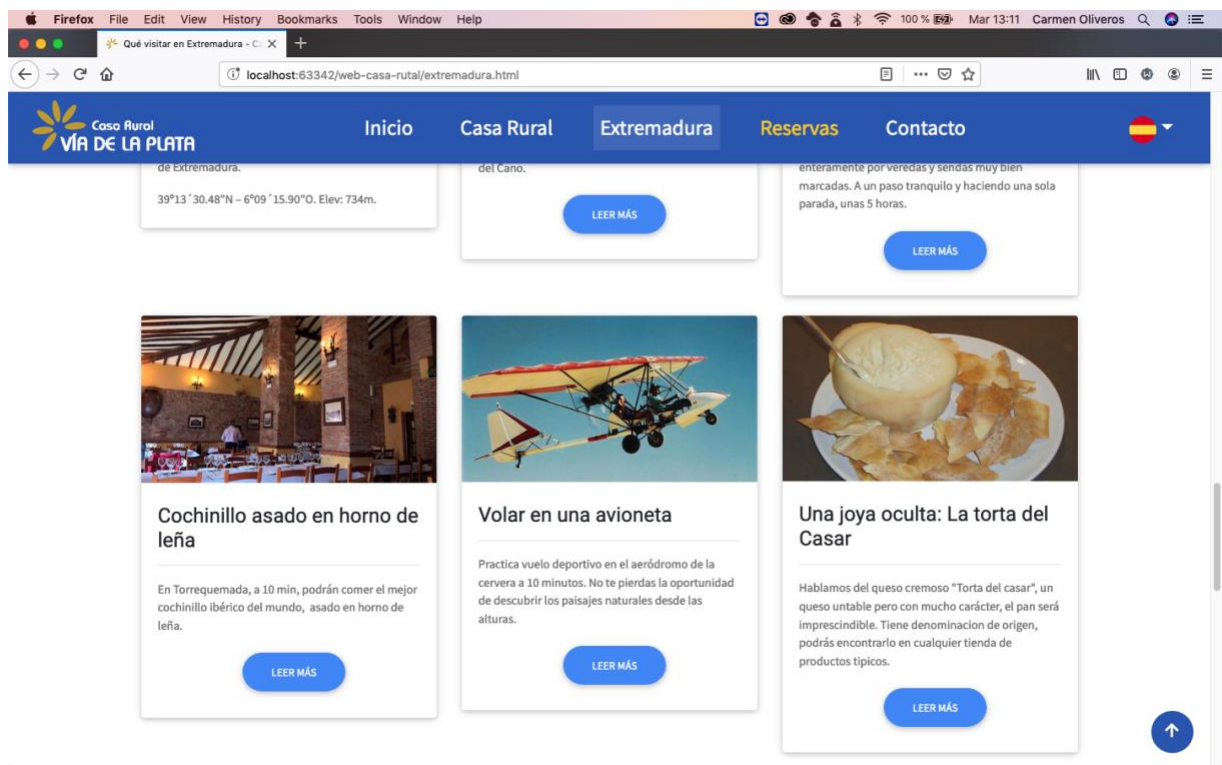 Firefox File Edit View History Bookmarks Tools Window Help 100 % Mar 13:11 Carmen Oliveros
Qué visitar en Extremadura - Ca
localhost:63342/web-casa-rutal/extremadura.html
Casa Rural
VÍA DE LA PLATA
Inicio Casa Rural Extremadura Reservas Contacto
de Extremadura.
39º13´30.48"N – 6º09´15.90"O. Elev: 734m.
del Cano.
LEER MÁS
enteramente por veredas y sendas muy bien
marcadas. A un paso tranquilo y haciendo una sola
parada, unas 5 horas.
LEER MÁS
Cochinillo asado en horno de
leña
En Torrequemada, a 10 min, podrán comer el mejor
cochinillo ibérico del mundo, asado en horno de
leña.
LEER MÁS
Volar en una avioneta
Practica vuelo deportivo en el aeródromo de la
cervera a 10 minutos. No te pierdas la oportunidad
de descubrir los paisajes naturales desde las
alturas.
LEER MÁS
Una joya oculta: La torta del
Casar
Hablamos del queso cremoso "Torta del casar", un
queso untable pero con mucho carácter, el pan será
imprescindible. Tiene denominacion de origen,
podrás encontrarlo en cualquier tienda de
productos tipicos.
LEER MÁS